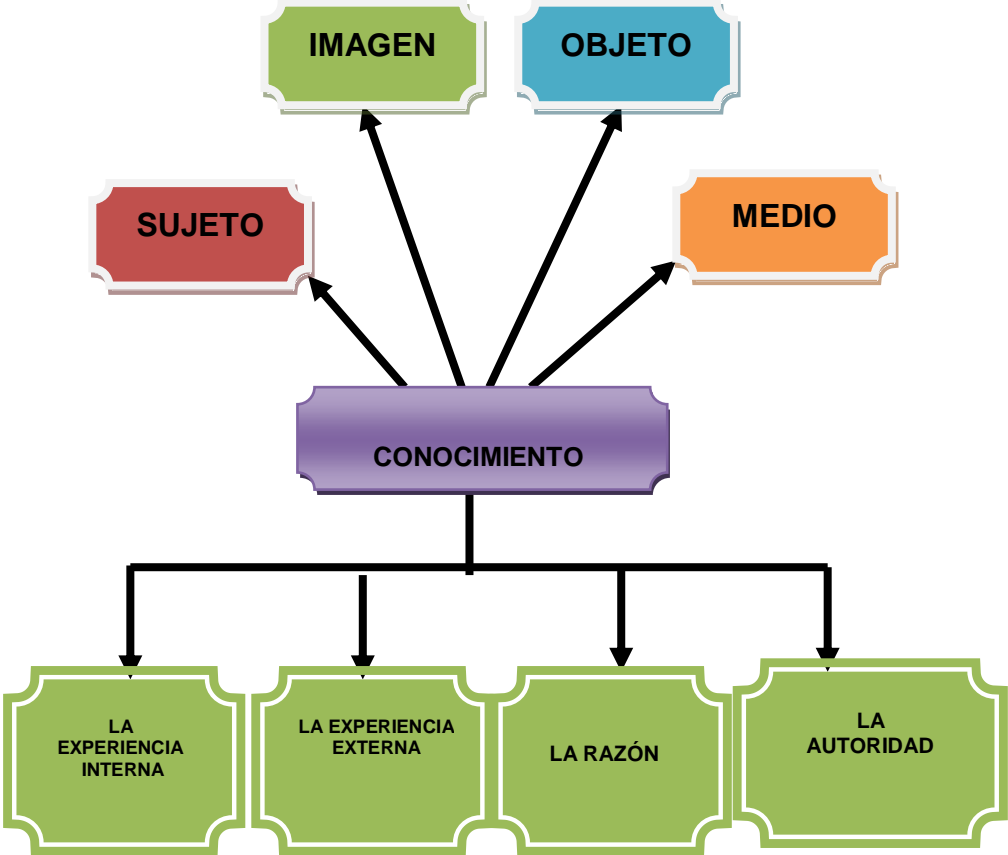 IMAGEN
OBJETO
SUJETO
MEDIO
CONOCIMIENTO
LA
EXPERIENCIA
INTERNA
LA EXPERIENCIA
EXTERNA
LA RAZÓN
LA
AUTORIDAD